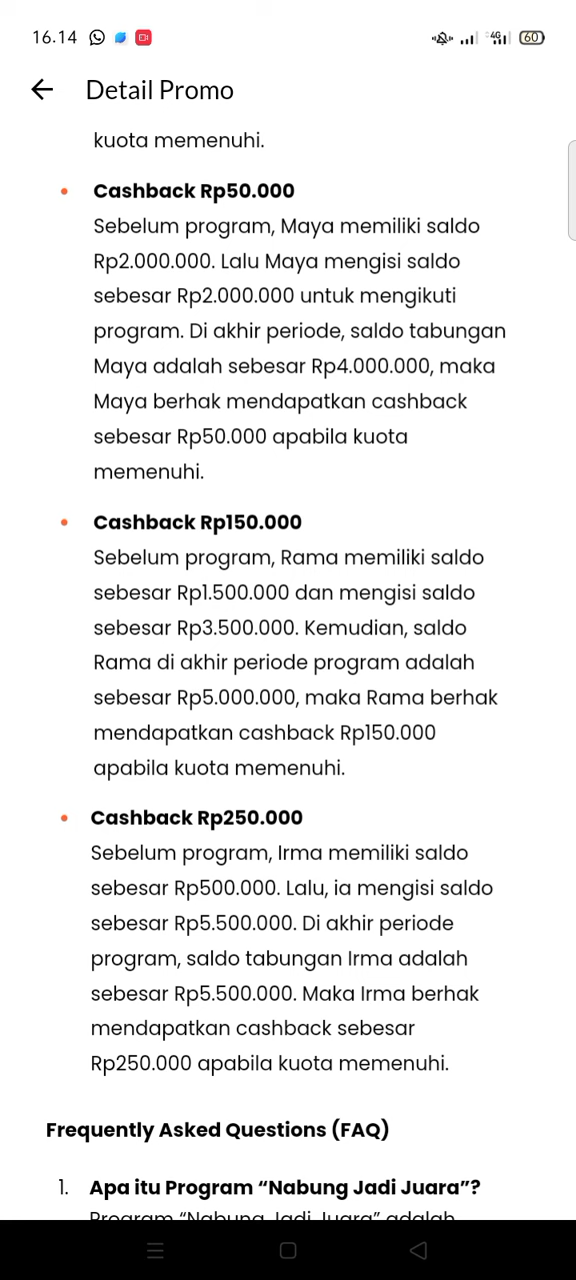 16.14
4G
60
Detail Promo
kuota memenuhi.
Cashback Rp50.000
Sebelum program, Maya memiliki saldo
Rp2.000.000. Lalu Maya mengisi saldo
sebesar Rp2.000.000 untuk mengikuti
program. Di akhir periode, saldo tabungan
Maya adalah sebesar Rp4.000.000, maka
Maya berhak mendapatkan cashback
sebesar Rp50.000 apabila kuota
memenuhi.
Cashback Rp150.000
Sebelum program, Rama memiliki saldo
sebesar Rp1.500.000 dan mengisi saldo
sebesar Rp3.500.000. Kemudian, saldo
Rama di akhir periode program adalah
sebesar Rp5.000.000, maka Rama berhak
mendapatkan cashback Rp150.000
apabila kuota memenuhi.
Cashback Rp250.000
Sebelum program, Irma memiliki saldo
sebesar Rp500.000. Lalu, ia mengisi saldo
sebesar Rp5.500.000. Di akhir periode
program, saldo tabungan Irma adalah
sebesar Rp5.500.000. Maka Irma berhak
mendapatkan cashback sebesar
Rp250.000 apabila kuota memenuhi.
Frequently Asked Questions (FAQ)
1. Apa itu Program “Nabung Jadi Juara”?
Program “Nabung Jadi Juara” adalah